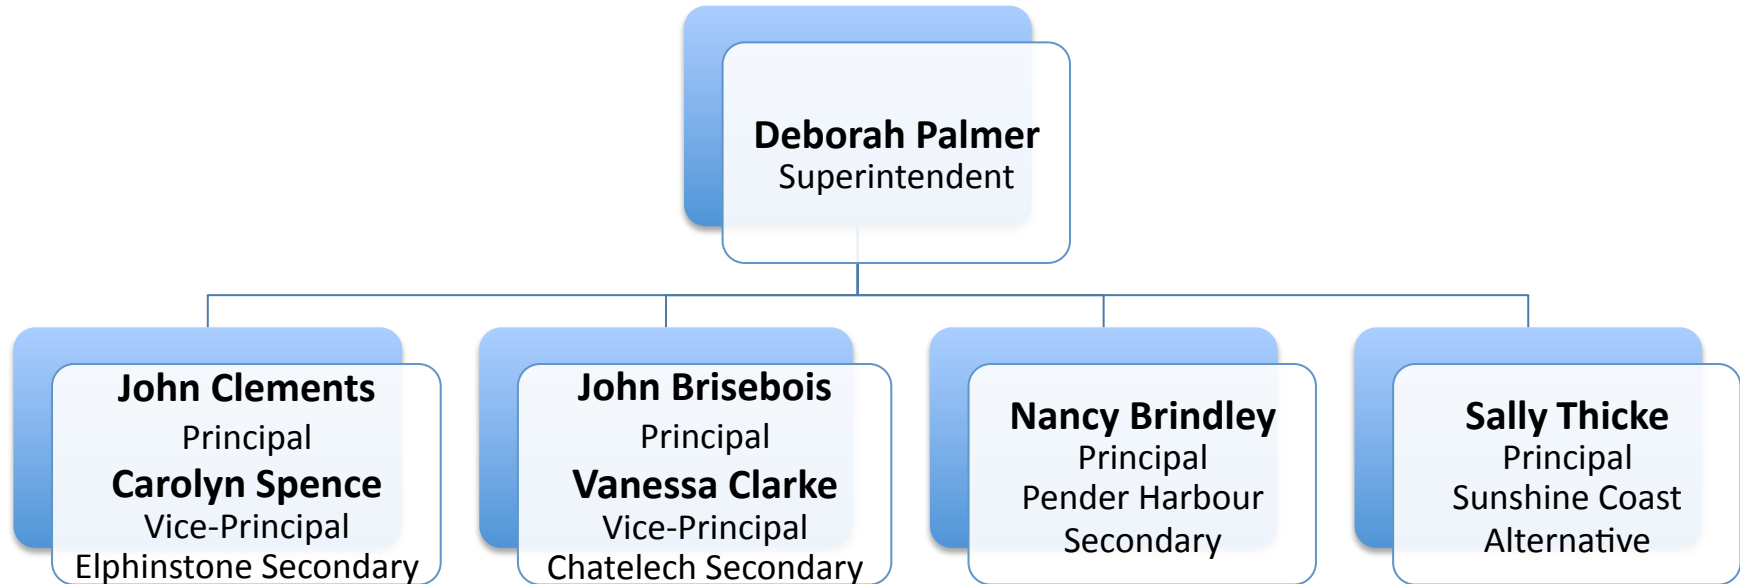 Deborah Palmer
Superintendent
John Clements
Principal
Carolyn Spence
Vice-Principal
Elphinstone Secondary
John Brisebois
Principal
Vanessa Clarke
Vice-Principal
Chatelech Secondary
Nancy Brindley
Principal
Pender Harbour
Secondary
Sally Thicke
Principal
Sunshine Coast
Alternative